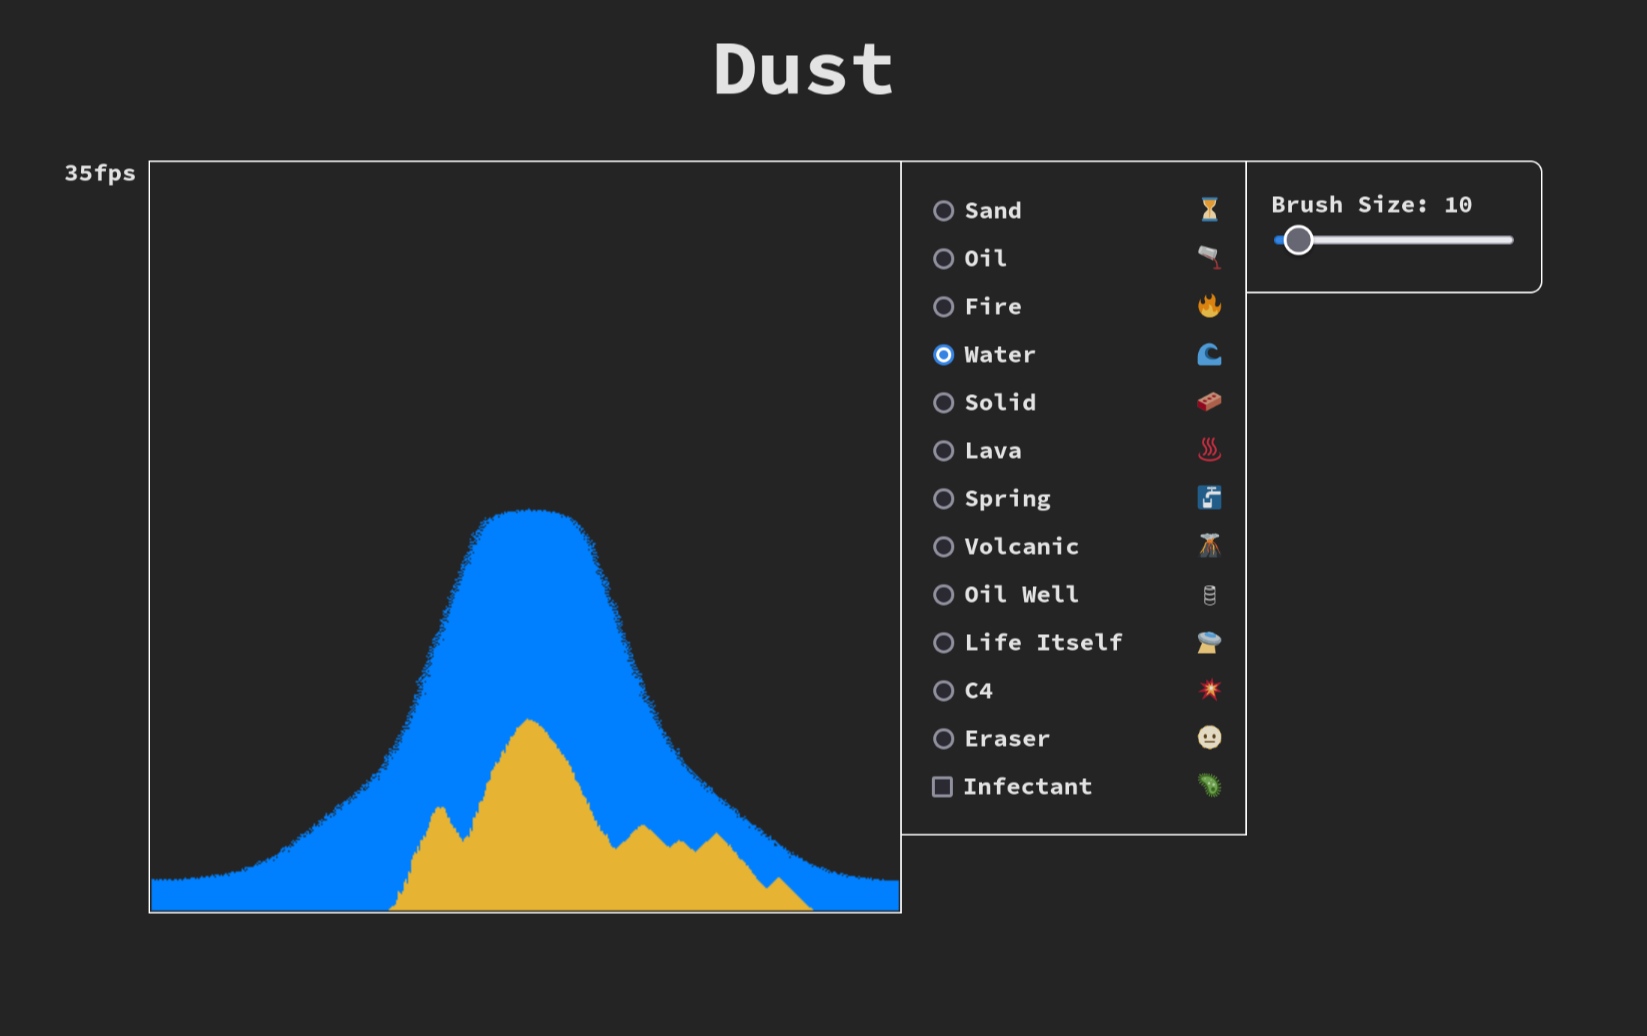 Dust
35fps
Sand
Oil
Fire
Water
Solid
Lava
Spring
Volcanic
Oil Well
Life Itself
C4
Eraser
Infectant
Brush Size: 10